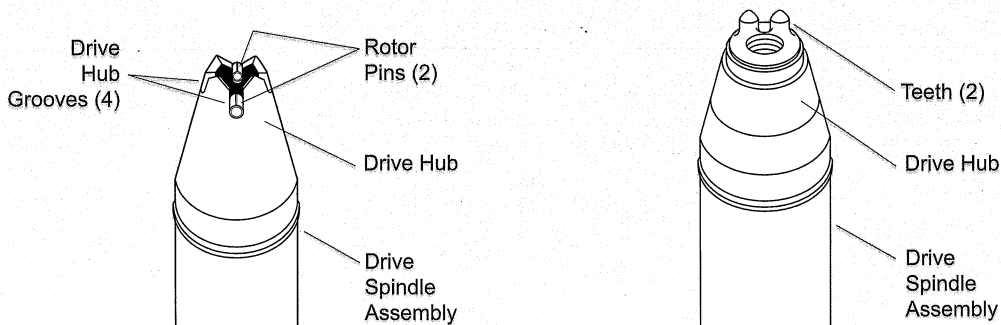 Drive
Hub
Grooves (4)
Rotor
Pins (2)
Drive Hub
Drive
Spindle
Assembly
Teeth (2)
Drive Hub
Drive
Spindle
Assembly